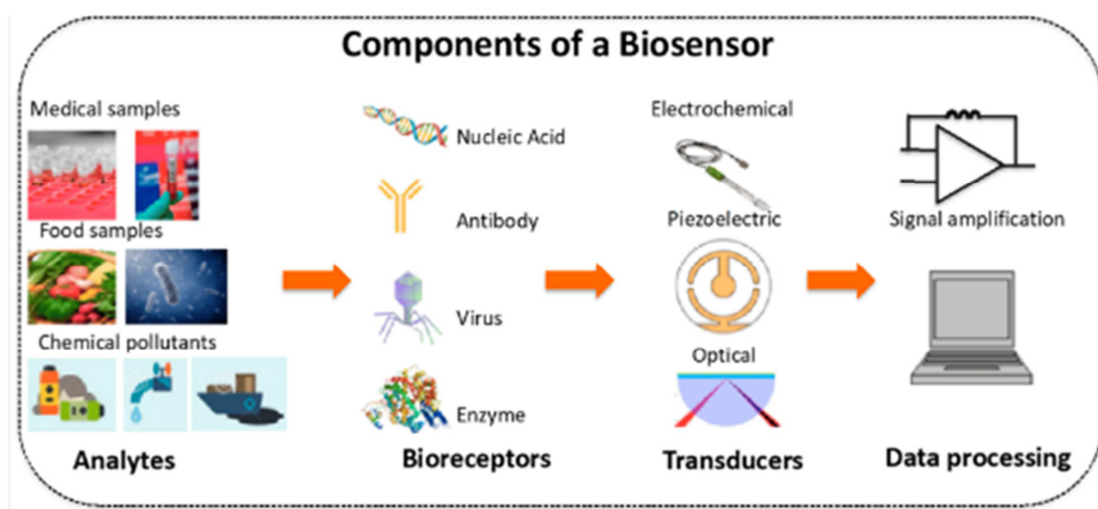 Components of a Biosensor
Medical samples
Food samples
Chemical pollutants
Analytes
Nucleic Acid
Antibody
Virus
Enzyme
Bioreceptors
Electrochemical
Piezoelectric
Optical
Transducers
Signal amplification
Data processing